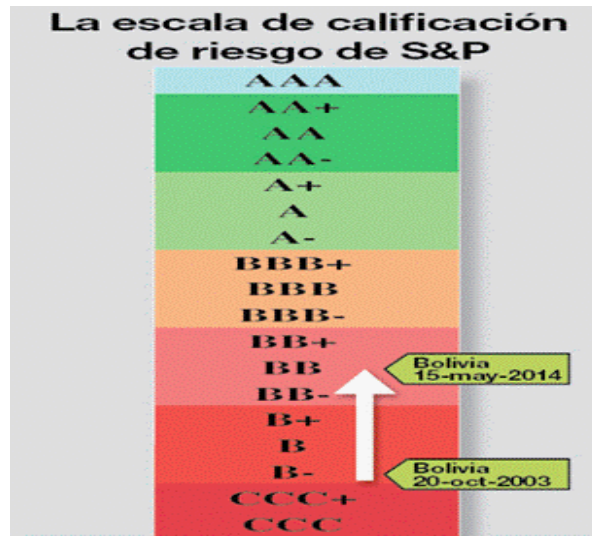 La escala de calificación
de riesgo de S&P
AAA
AA+
AA
AA-
A+
A
A-
BBB+
BBB
BBB-
BB+
BB
Bolivia
15-may-2014
BB-
B+
B
B-
Bolivia
20-oct-2003
CCC+
CCC